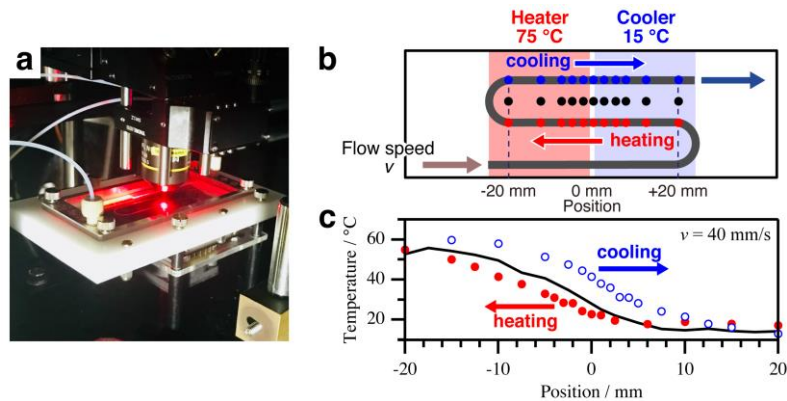 a
b
Heater
75 °C
Cooler
15 °C
cooling
heating
Flow speed
v
-20 mm
0 mm
+20 mm
Position
c
Temperature / °C
60
40
20
v = 40 mm/s
cooling
heating
-20
-10
0
10
20
Position / mm